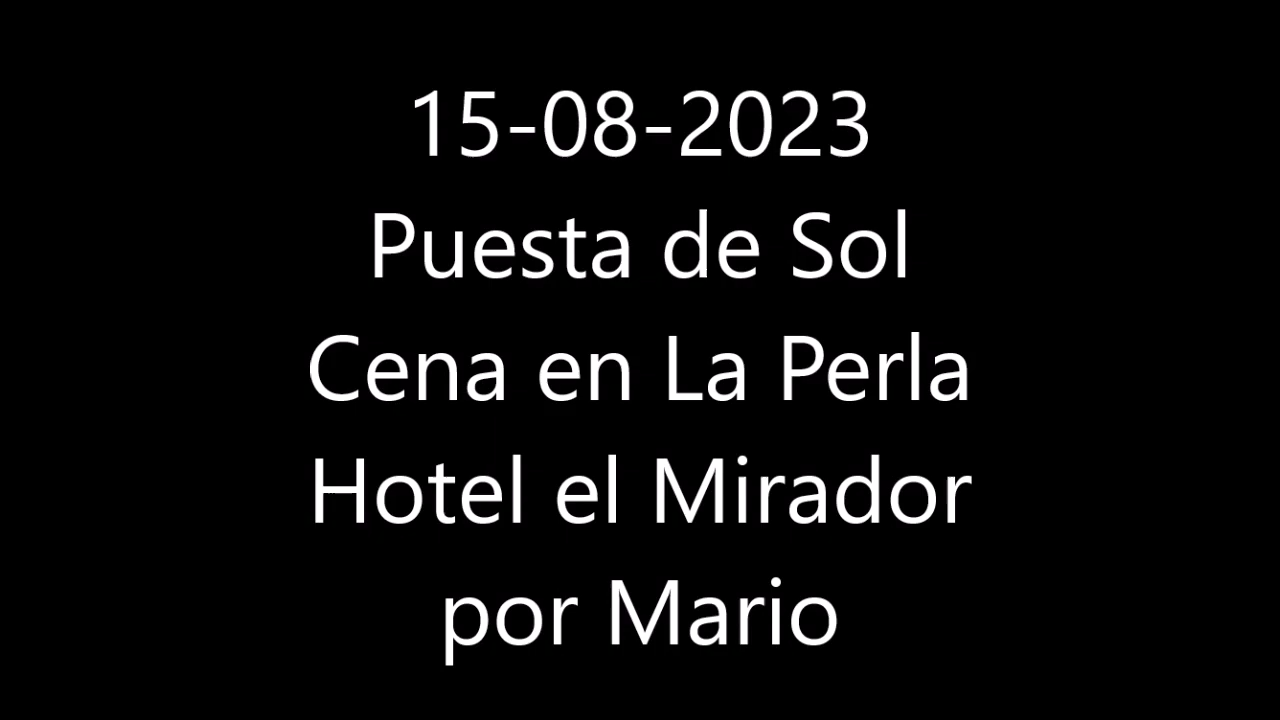 15-08-2023
Puesta de Sol
Cena en La Perla
Hotel el Mirador
por Mario